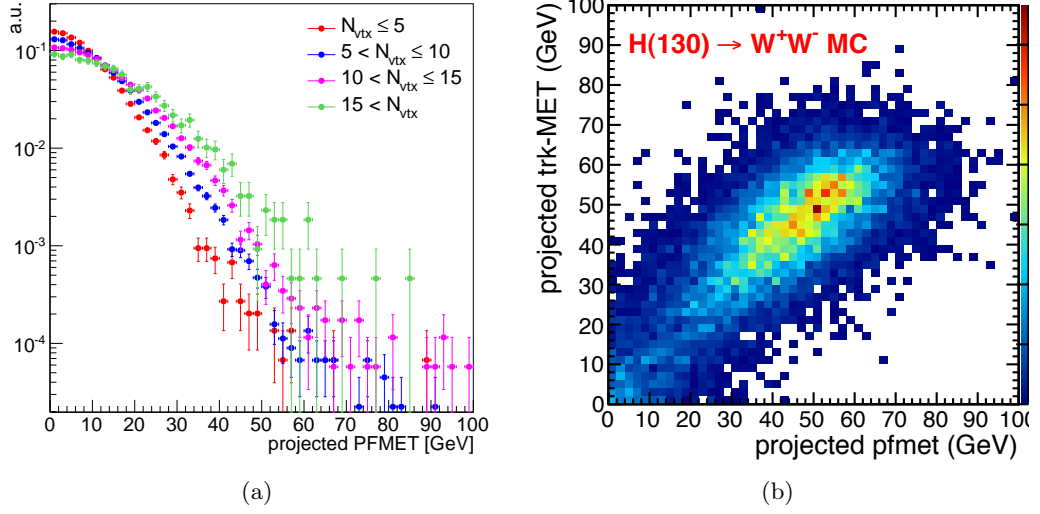 a.u.
N_vtx ≤ 5
5 < N_vtx ≤ 10
10 < N_vtx ≤ 15
15 < N_vtx
10^-1
10^-2
10^-3
10^-4
0 10 20 30 40 50 60 70 80 90 100
projected PFMET [GeV]
(a)
H(130) → W^+W^- MC
projected trk-MET (GeV)
100
90
80
70
60
50
40
30
20
10
0
0 10 20 30 40 50 60 70 80 90 100
projected pfmet (GeV)
(b)